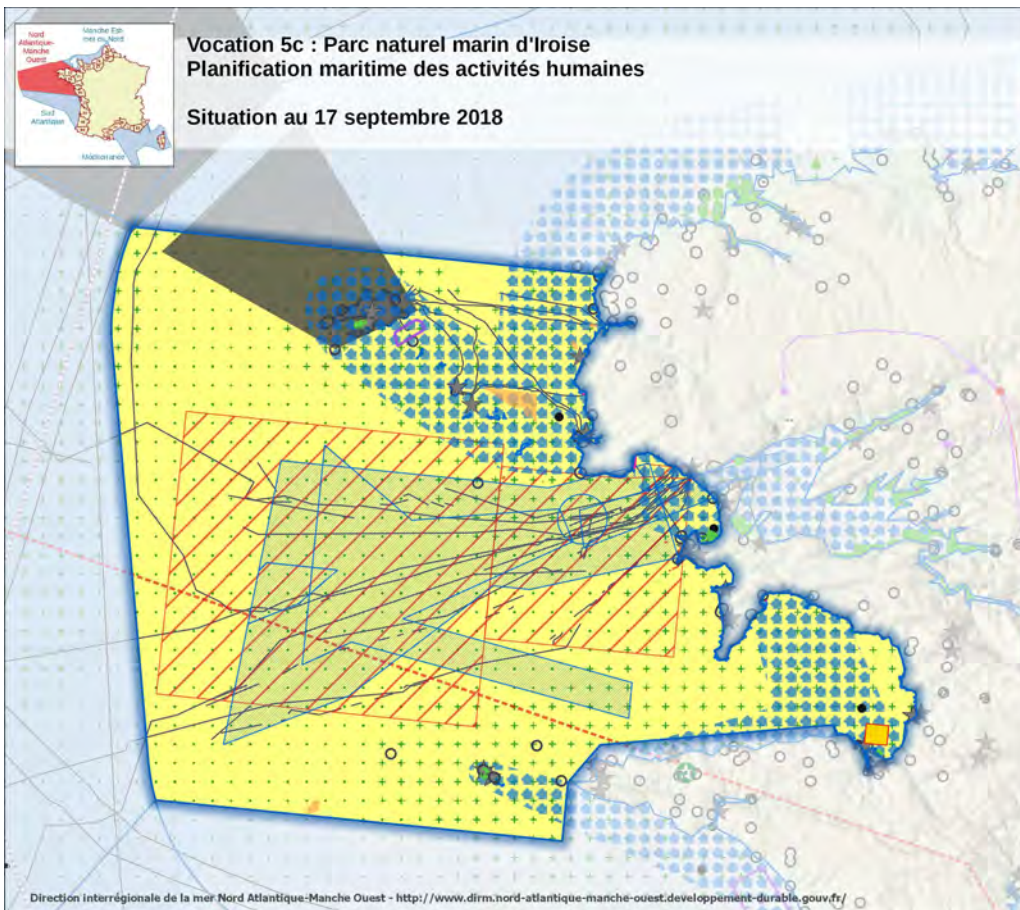 Vocation 5c : Parc naturel marin d'Iroise
Planification maritime des activités humaines
Situation au 17 septembre 2018
Nord
Atlantique-
Manche
Ouest
Manche Est-
mer du Nord
Sud
Atlantique
Méditerranée
Direction interrégionale de la mer Nord Atlantique-Manche Ouest - http://www.dirm.nord-atlantique-manche-ouest.developpement-durable.gouv.fr/